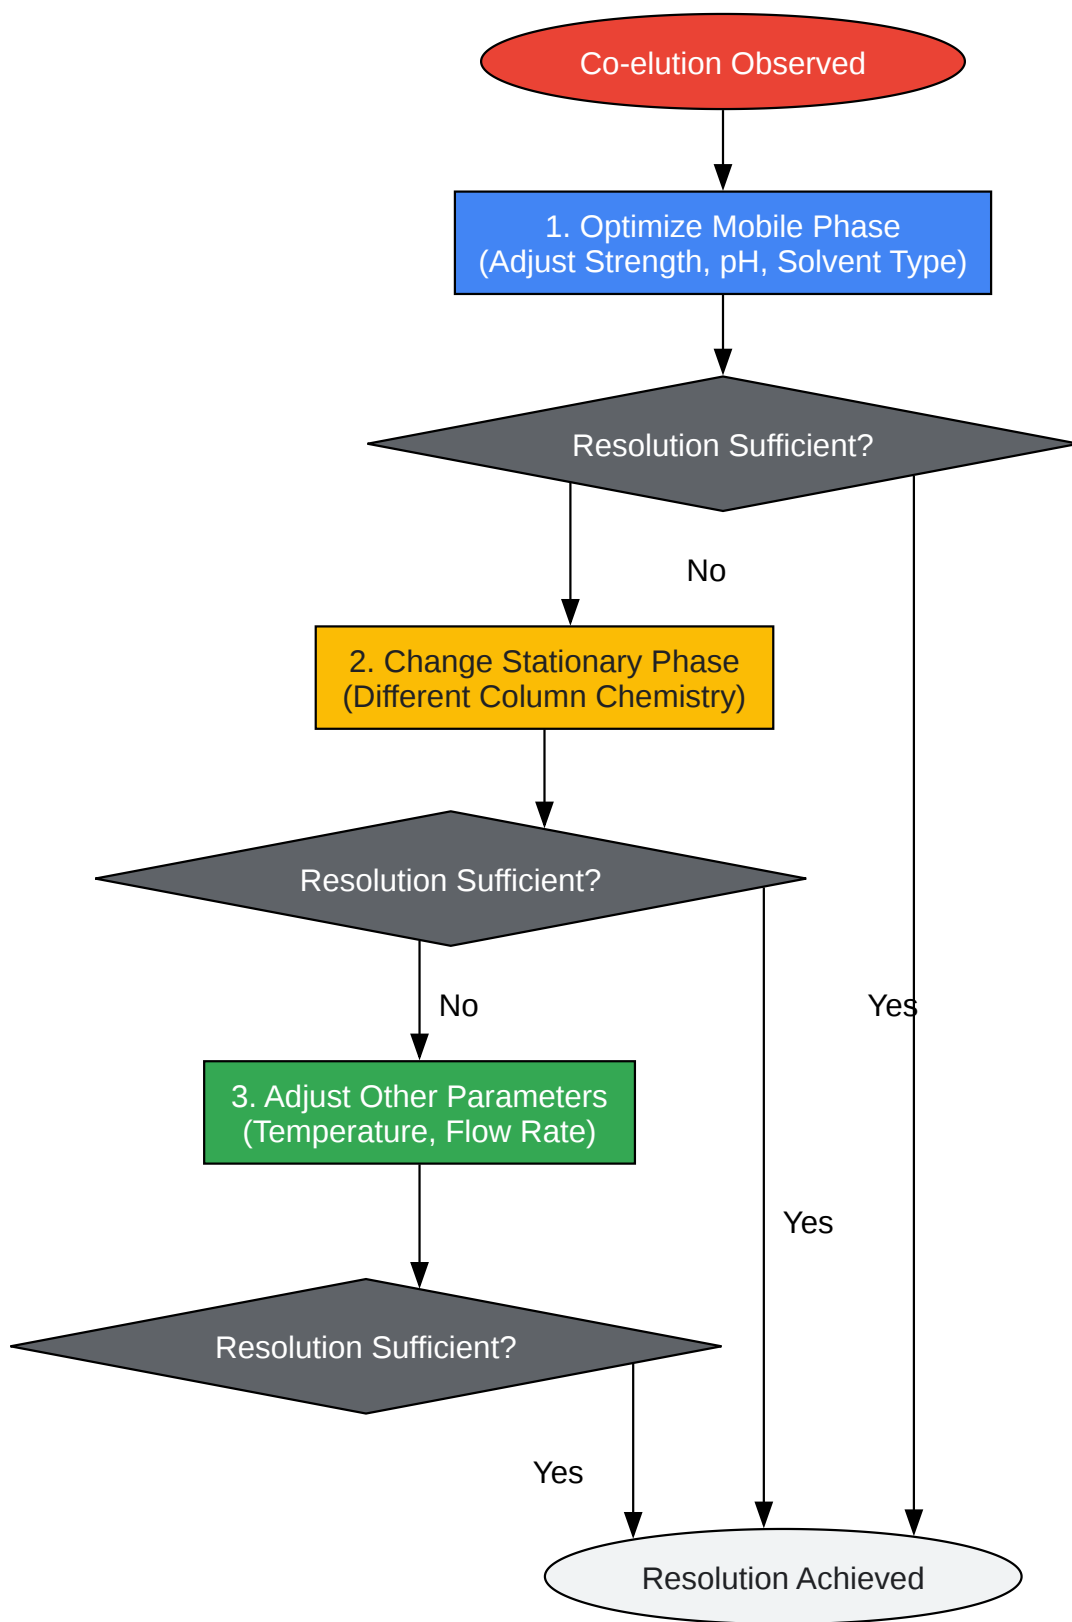 Co-elution Observed
1. Optimize Mobile Phase
(Adjust Strength, pH, Solvent Type)
Resolution Sufficient?
No
2. Change Stationary Phase
(Different Column Chemistry)
Resolution Sufficient?
No
Yes
3. Adjust Other Parameters
(Temperature, Flow Rate)
Yes
Resolution Sufficient?
Yes
Resolution Achieved